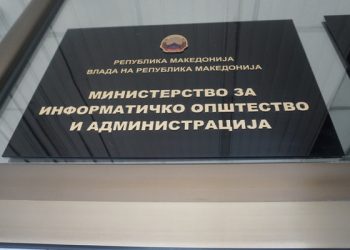 РЕПУБЛИКА МАКЕДОНИЈА
ВЛАДА НА РЕПУБЛИКА МАКЕДОНИЈА
МИНИСТЕРСТВО ЗА
ИНФОРМАТИЧКО ОПШТЕСТВО
И АДМИНИСТРАЦИЈА